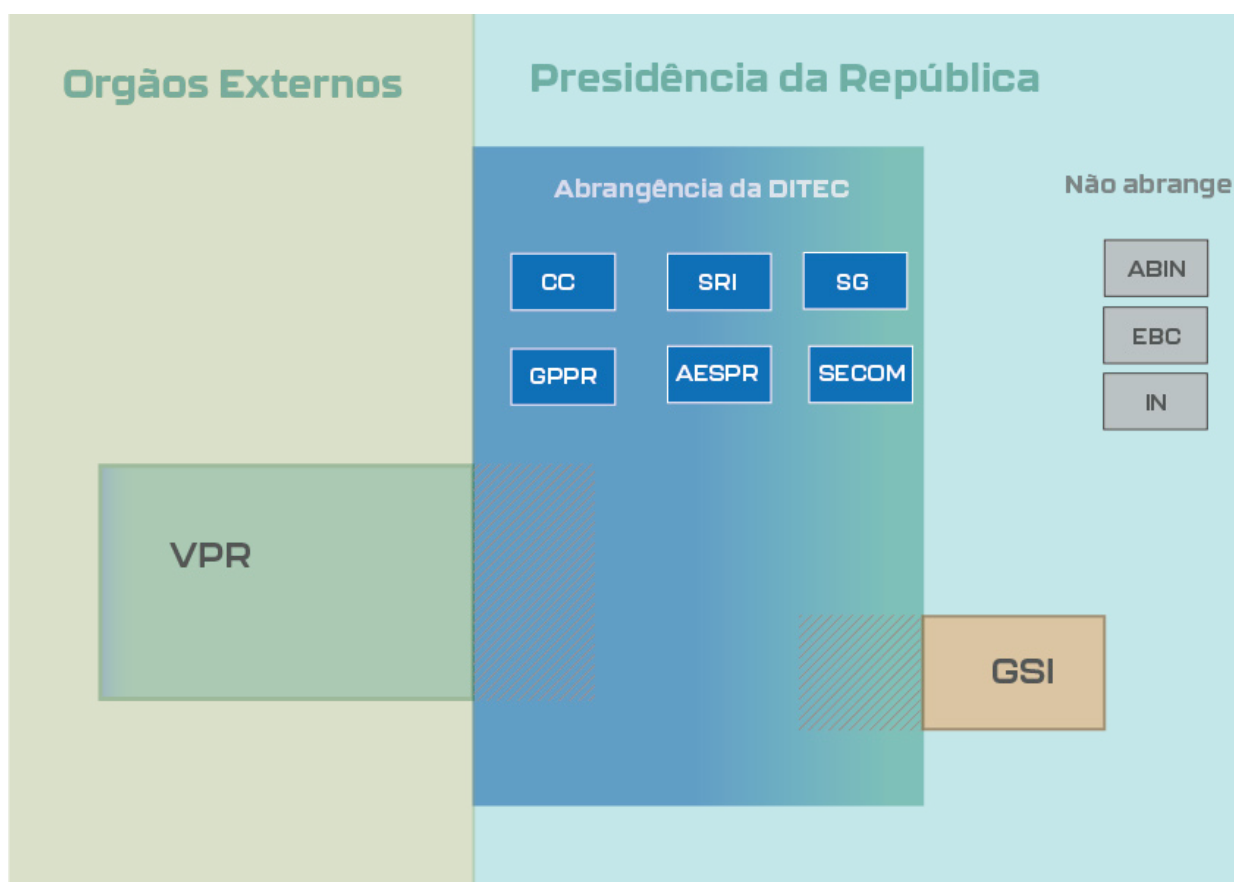 Orgãos Externos
Presidência da República
Abrangência da DITEC
Não abrange
CC
SRI
SG
ABIN
GPPR
AESPR
SECOM
EBC
IN
VPR
GSI